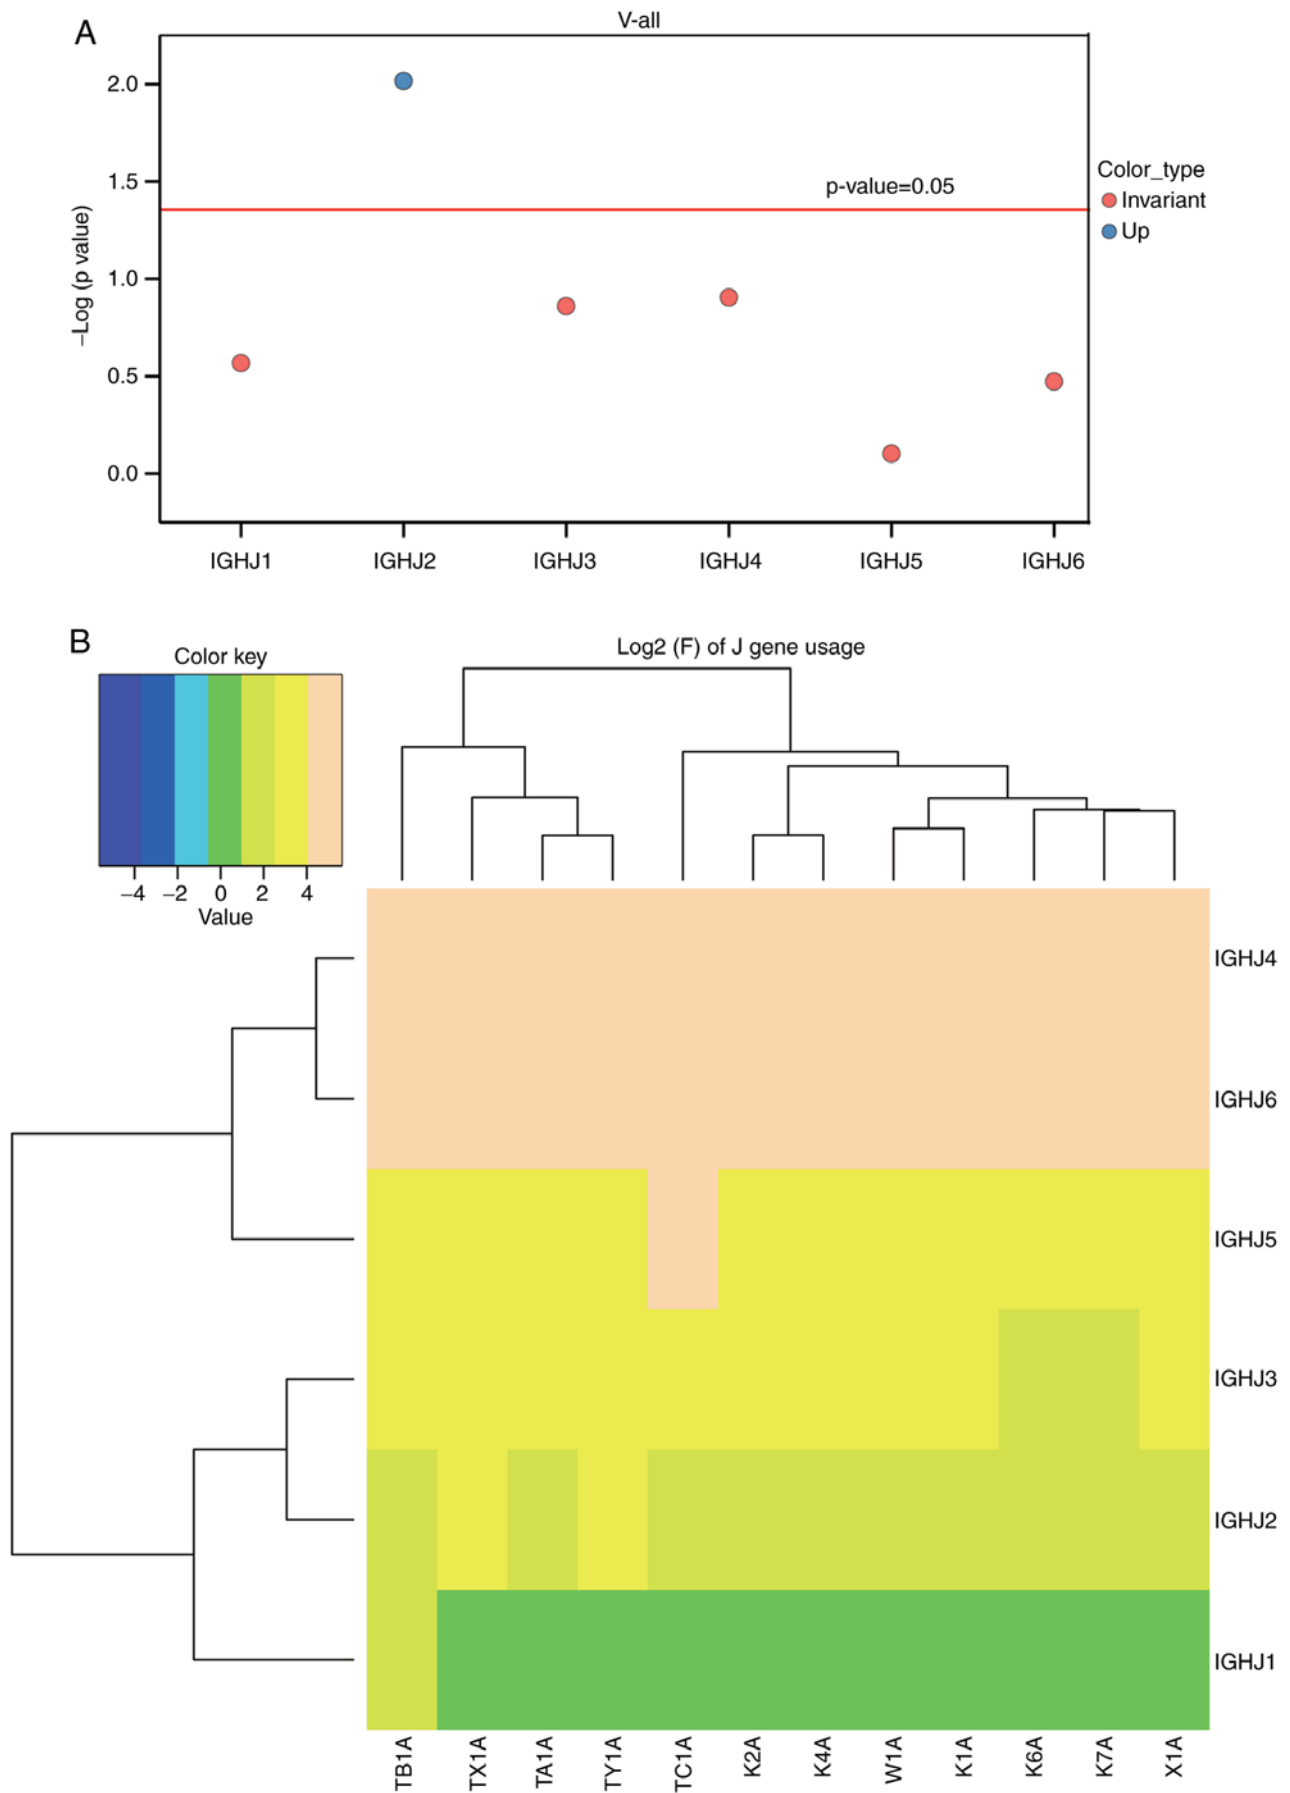 A
V-all
2.0
1.5
1.0
0.5
0.0
−Log (p value)
p-value=0.05
Color_type
Invariant
Up
IGHJ1 IGHJ2 IGHJ3 IGHJ4 IGHJ5 IGHJ6
B
Color key
−4 −2 0 2 4
Value
Log2 (F) of J gene usage
IGHJ4
IGHJ6
IGHJ5
IGHJ3
IGHJ2
IGHJ1
TB1A TX1A TA1A TY1A TC1A K2A K4A W1A K1A K6A K7A X1A